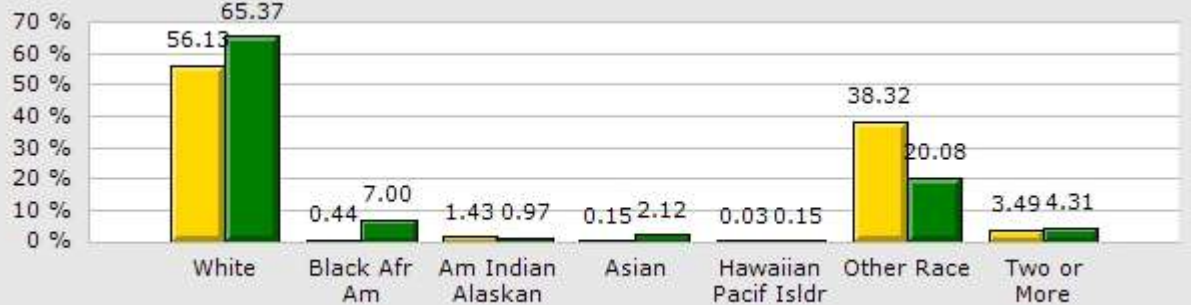 70 %
60 %
50 %
40 %
30 %
20 %
10 %
0 %
56.13 65.37
0.44 7.00
1.43 0.97
0.15 2.12
0.03 0.15
38.32 20.08
3.49 4.31
White
Black Afr
Am
Am Indian
Alaskan
Asian
Hawaiian
Pacif Isldr
Other Race
Two or
More